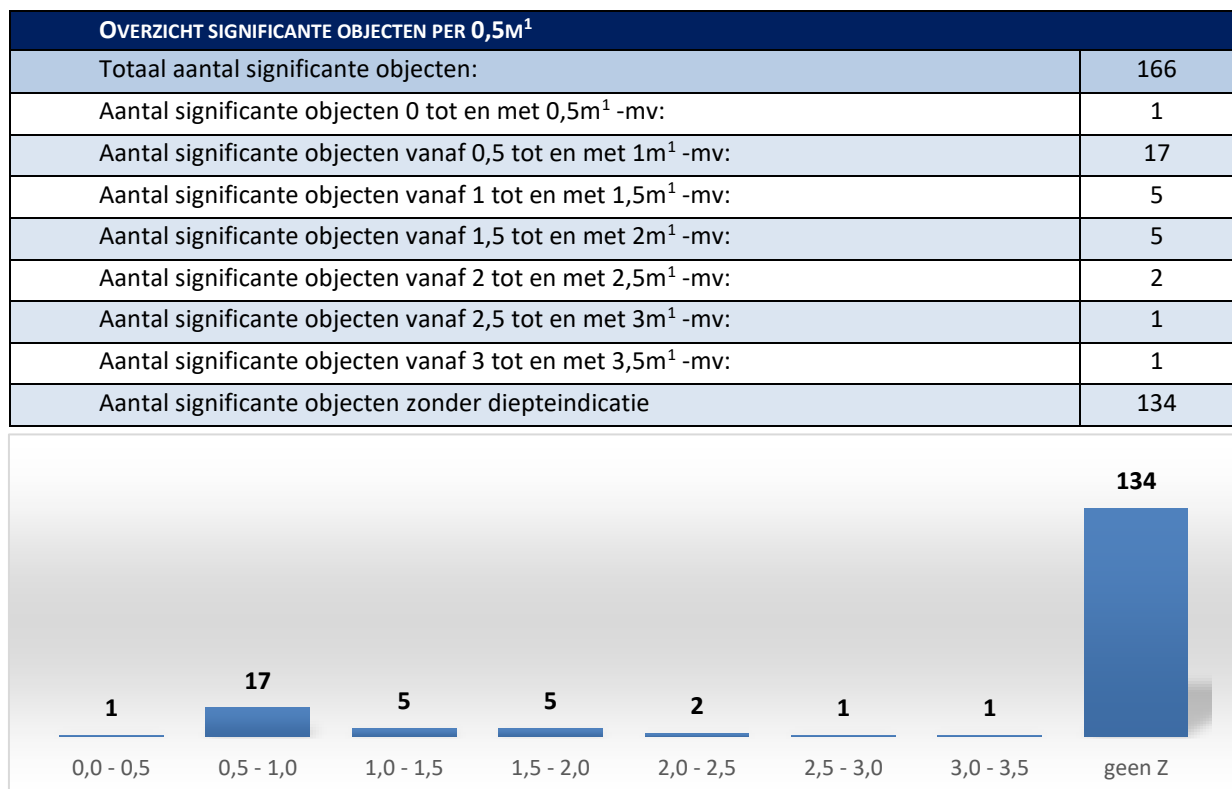 OVERZICHT SIGNIFICANTE OBJECTEN PER 0,5M¹
Totaal aantal significante objecten: 166
Aantal significante objecten 0 tot en met 0,5m¹ -mv: 1
Aantal significante objecten vanaf 0,5 tot en met 1m¹ -mv: 17
Aantal significante objecten vanaf 1 tot en met 1,5m¹ -mv: 5
Aantal significante objecten vanaf 1,5 tot en met 2m¹ -mv: 5
Aantal significante objecten vanaf 2 tot en met 2,5m¹ -mv: 2
Aantal significante objecten vanaf 2,5 tot en met 3m¹ -mv: 1
Aantal significante objecten vanaf 3 tot en met 3,5m¹ -mv: 1
Aantal significante objecten zonder diepteindicatie 134
1 17 5 5 2 1 1 134
0,0 - 0,5 0,5 - 1,0 1,0 - 1,5 1,5 - 2,0 2,0 - 2,5 2,5 - 3,0 3,0 - 3,5 geen Z